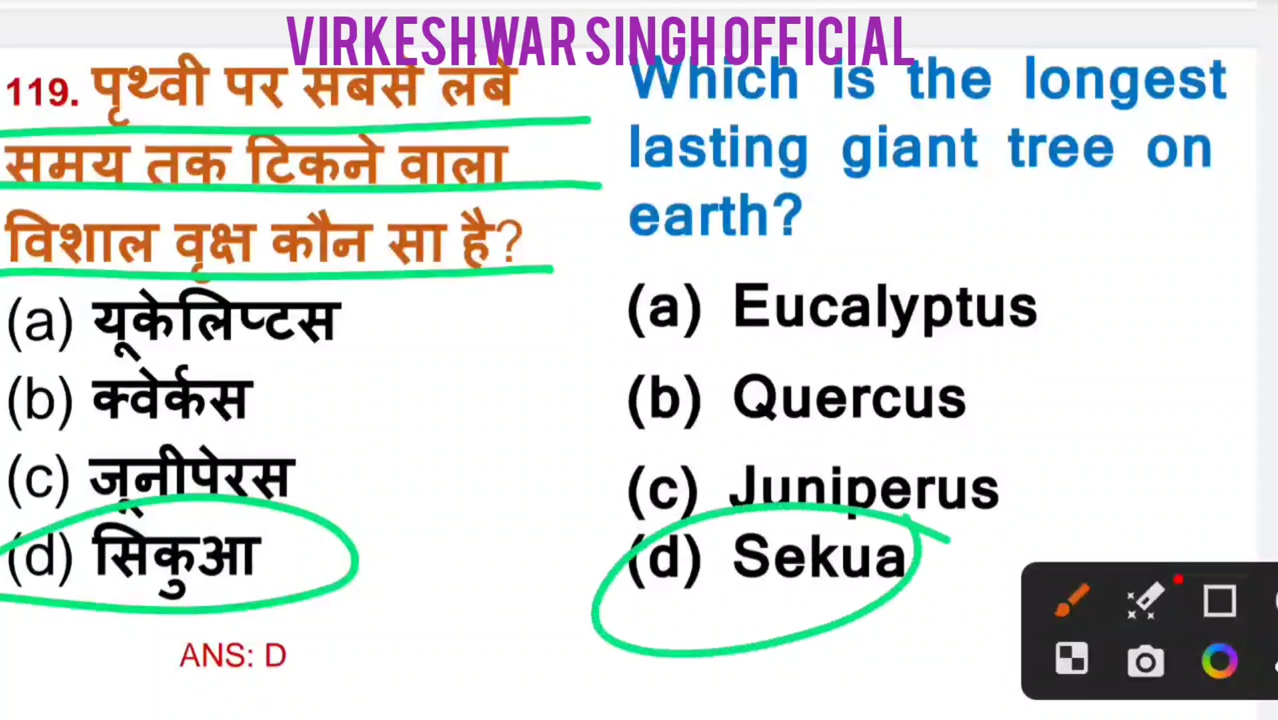 VIRKESHWAR SINGH OFFICIAL
119. पृथ्वी पर सबसे लंबे
समय तक टिकने वाला
विशाल वृक्ष कौन सा है?
(a) यूकेलिप्टस
(b) क्वेर्कस
(c) जूनीपेरस
(d) सिकुआ
ANS: D
Which is the longest
lasting giant tree on
earth?
(a) Eucalyptus
(b) Quercus
(c) Juniperus
(d) Sekua